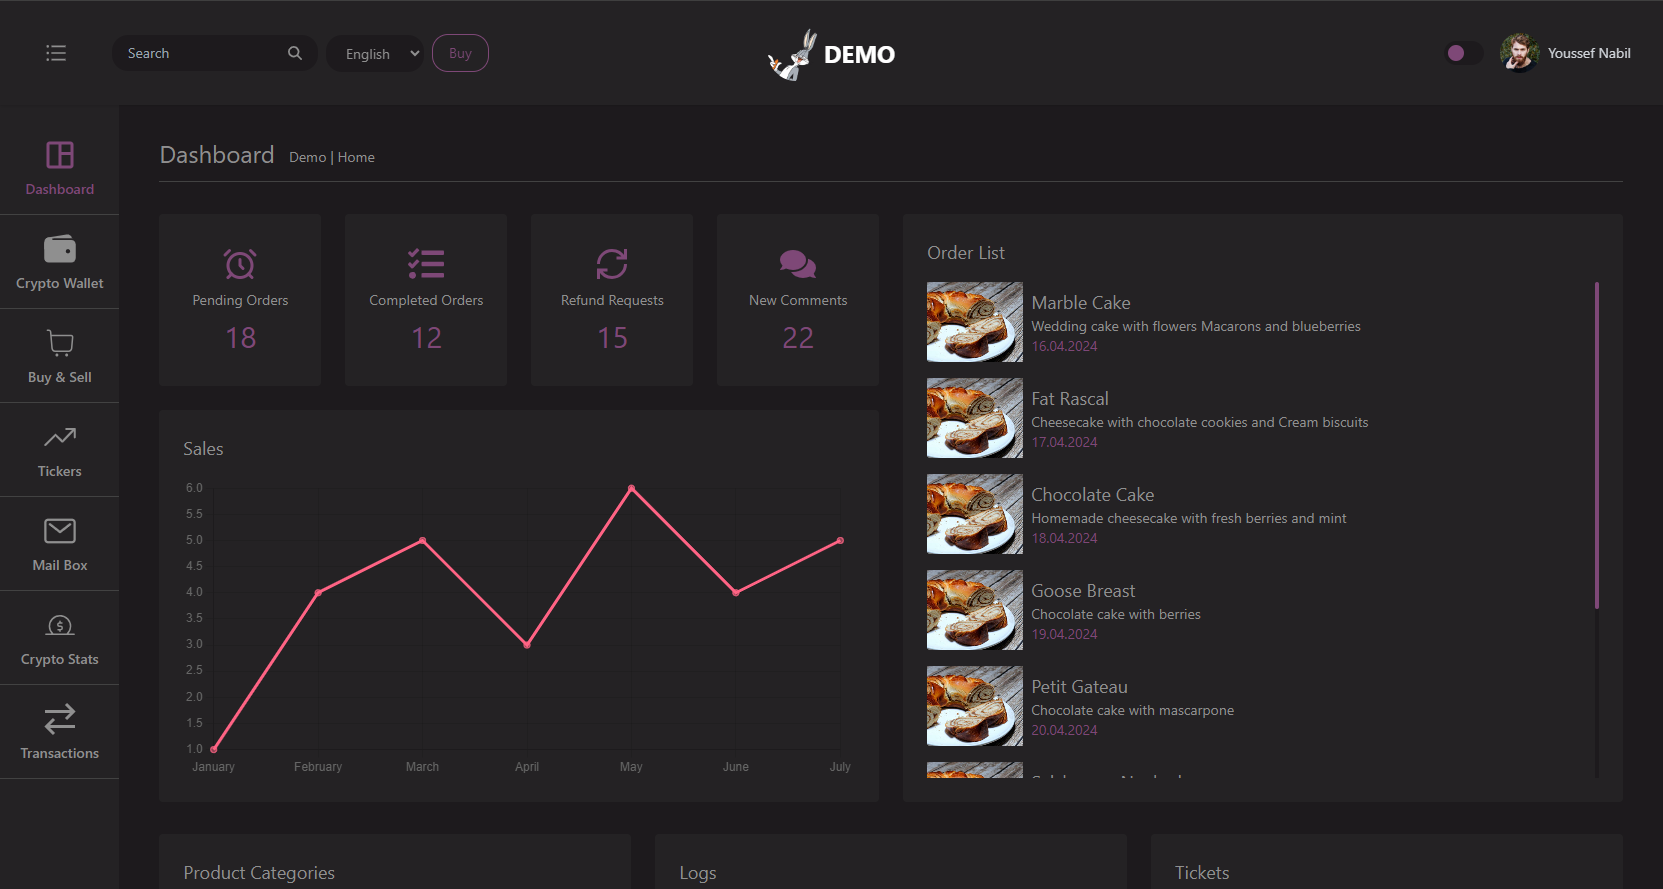 Search
English
Buy
DEMO
Youssef Nabil
Dashboard
Crypto Wallet
Buy & Sell
Tickers
Mail Box
Crypto Stats
Transactions
Dashboard Demo | Home
Pending Orders
18
Completed Orders
12
Refund Requests
15
New Comments
22
Sales
6.0
5.5
5.0
4.5
4.0
3.5
3.0
2.5
2.0
1.5
1.0
January February March April May June July
Order List
Marble Cake
Wedding cake with flowers Macarons and blueberries
16.04.2024
Fat Rascal
Cheesecake with chocolate cookies and Cream biscuits
17.04.2024
Chocolate Cake
Homemade cheesecake with fresh berries and mint
18.04.2024
Goose Breast
Chocolate cake with berries
19.04.2024
Petit Gateau
Chocolate cake with mascarpone
20.04.2024
Product Categories
Logs
Tickets